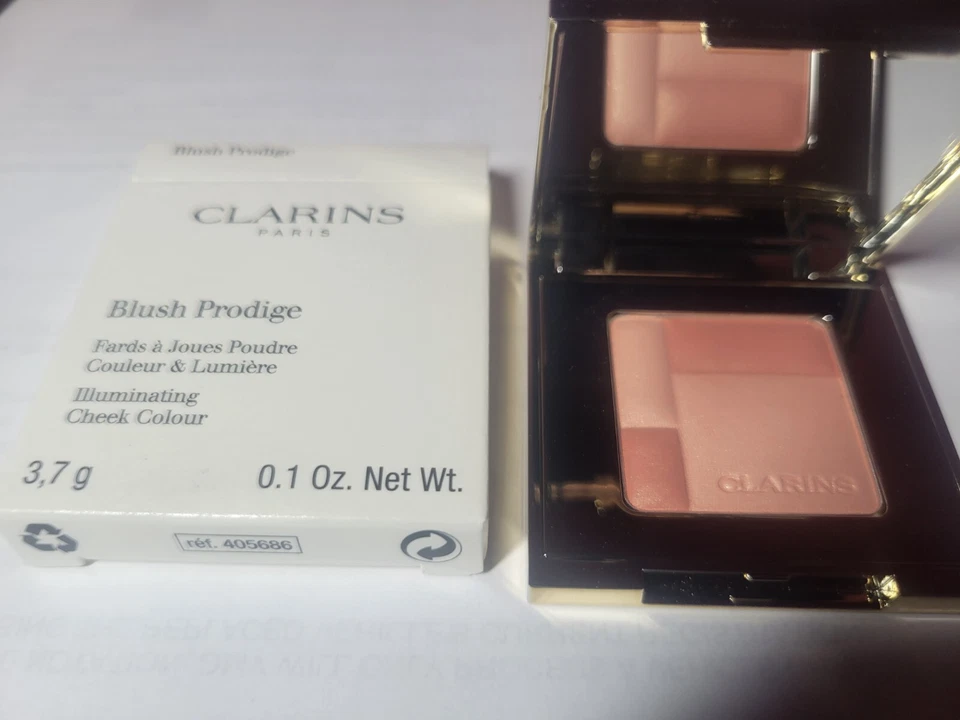 Blush Prodige
CLARINS
PARIS
Blush Prodige
Fards à Joues Poudre
Couleur & Lumière
Illuminating
Cheek Colour
3,7 g
0.1 Oz. Net Wt.
réf. 405686
CLARINS